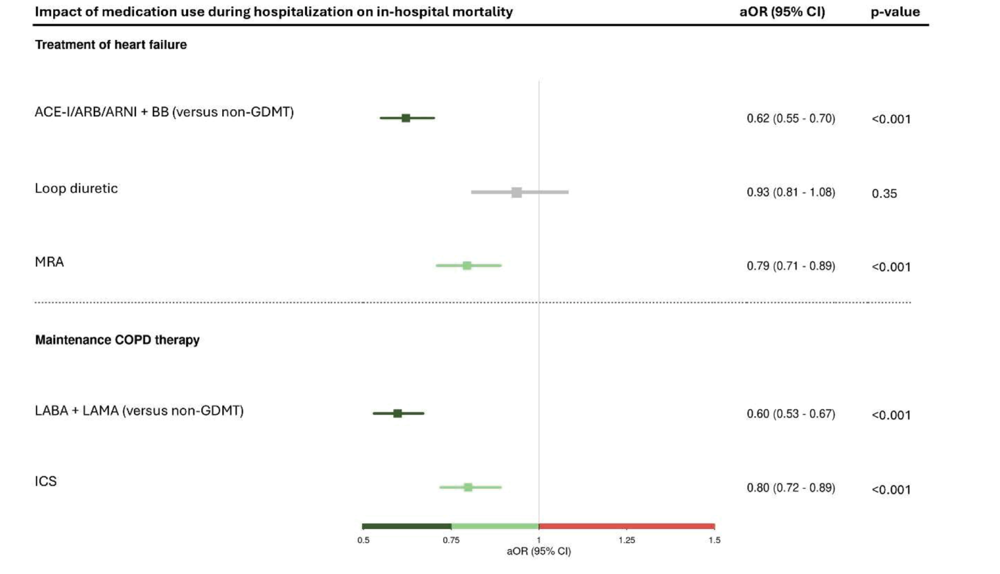 Impact of medication use during hospitalization on in-hospital mortality aOR (95% CI) p-value
Treatment of heart failure
ACE-I/ARB/ARNI + BB (versus non-GDMT) 0.62 (0.55 - 0.70) <0.001
Loop diuretic 0.93 (0.81 - 1.08) 0.35
MRA 0.79 (0.71 - 0.89) <0.001
Maintenance COPD therapy
LABA + LAMA (versus non-GDMT) 0.60 (0.53 - 0.67) <0.001
ICS 0.80 (0.72 - 0.89) <0.001
0.5 0.75 1 1.25 1.5
aOR (95% CI)